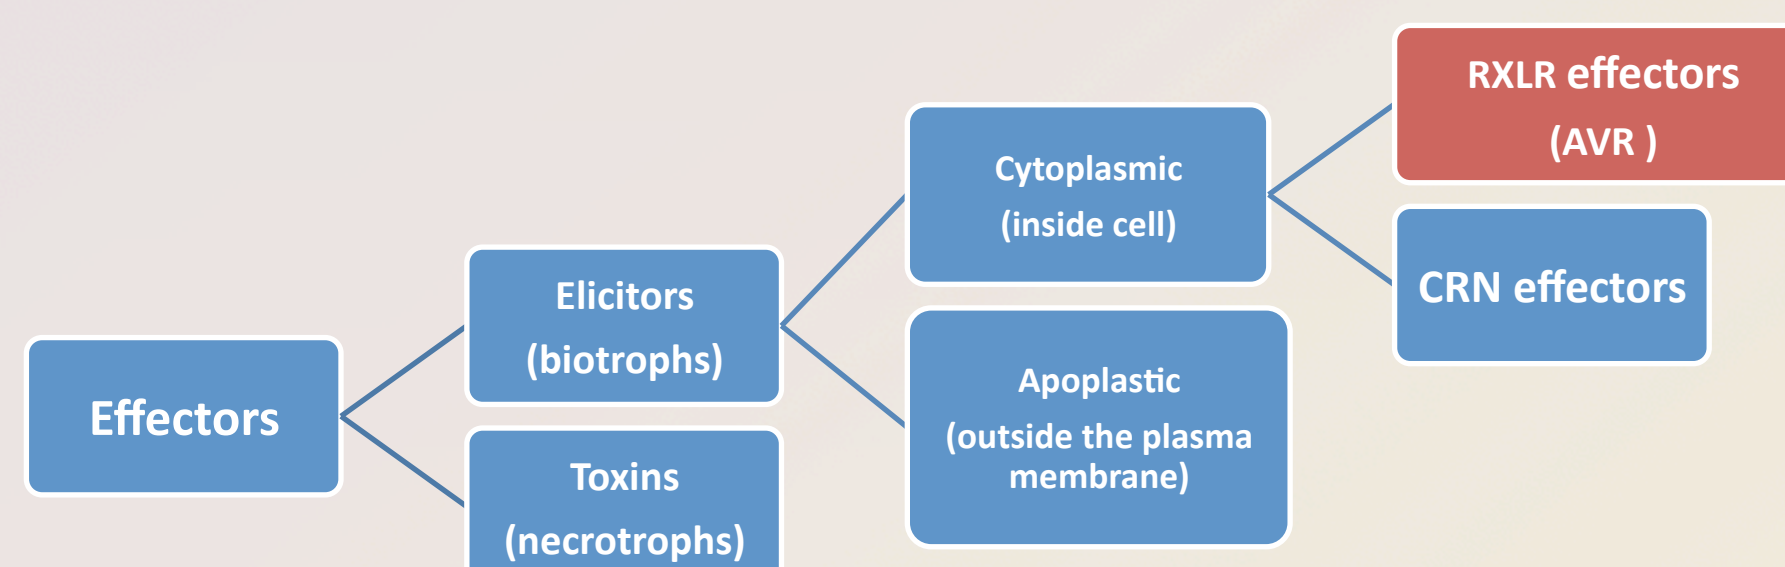 Effectors
Elicitors
(biotrophs)
Toxins
(necrotrophs)
Cytoplasmic
(inside cell)
Apoplastic
(outside the plasma
membrane)
RXLR effectors
(AVR )
CRN effectors